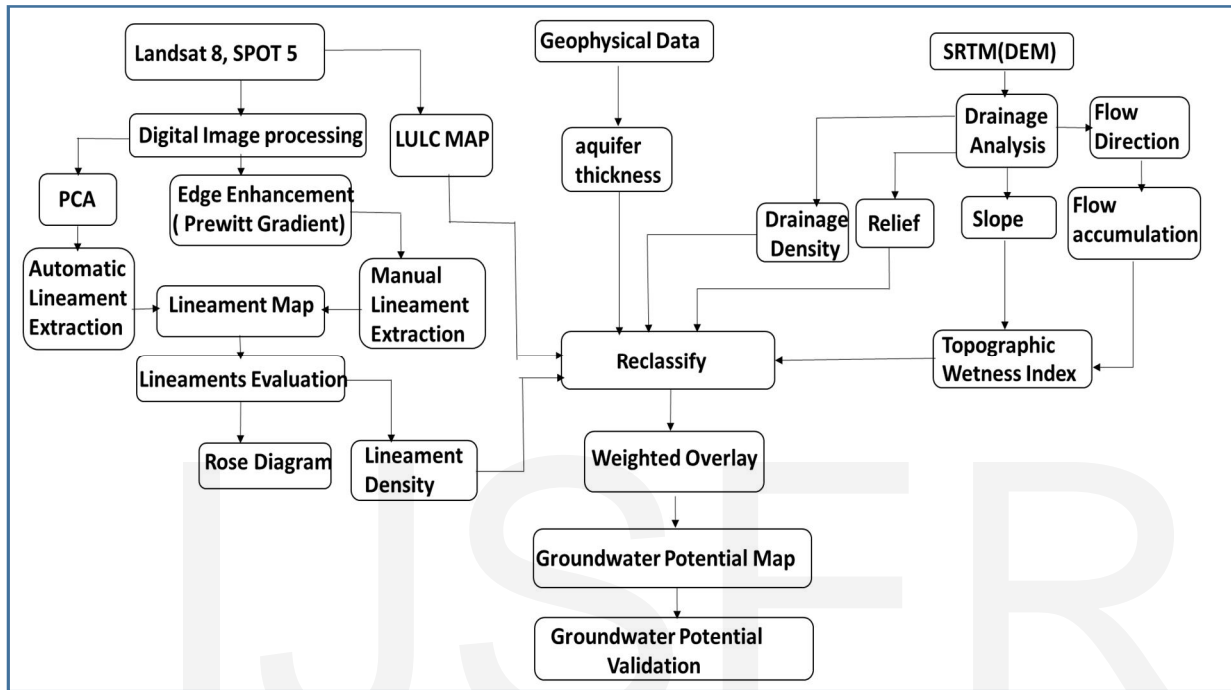 Landsat 8, SPOT 5
Geophysical Data
SRTM(DEM)
Digital Image processing
LULC MAP
aquifer
thickness
Drainage
Analysis
Flow
Direction
PCA
Edge Enhancement
( Prewitt Gradient)
Drainage
Density
Relief
Slope
Flow
accumulation
Automatic
Lineament
Extraction
Lineament Map
Manual
Lineament
Extraction
Reclassify
Topographic
Wetness Index
Lineaments Evaluation
Rose Diagram
Lineament
Density
Weighted Overlay
Groundwater Potential Map
Groundwater Potential
Validation
IJSER